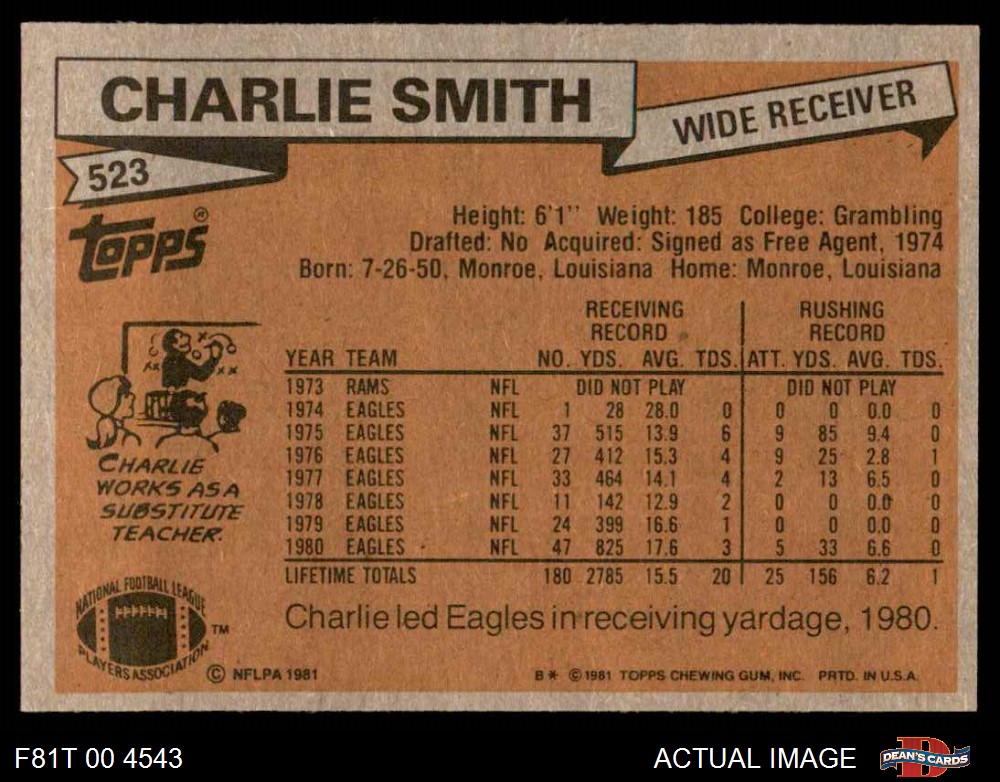 CHARLIE SMITH
WIDE RECEIVER
523
TOPPS ®
Height: 6'1'' Weight: 185 College: Grambling
Drafted: No Acquired: Signed as Free Agent, 1974
Born: 7-26-50, Monroe, Louisiana Home: Monroe, Louisiana
RECEIVING RUSHING
RECORD RECORD
YEAR TEAM NO. YDS. AVG. TDS. ATT. YDS. AVG. TDS.
1973 RAMS NFL DID NOT PLAY DID NOT PLAY
1974 EAGLES NFL 1 28 28.0 0 0 0 0.0 0
1975 EAGLES NFL 37 515 13.9 6 9 85 9.4 0
1976 EAGLES NFL 27 412 15.3 4 9 25 2.8 1
1977 EAGLES NFL 33 464 14.1 4 2 13 6.5 0
1978 EAGLES NFL 11 142 12.9 2 0 0 0.0 0
1979 EAGLES NFL 24 399 16.6 1 0 0 0.0 0
1980 EAGLES NFL 47 825 17.6 3 5 33 6.6 0
LIFETIME TOTALS 180 2785 15.5 20 25 156 6.2 1
CHARLIE
WORKS AS A
SUBSTITUTE
TEACHER.
Charlie led Eagles in receiving yardage, 1980.
NATIONAL FOOTBALL LEAGUE
PLAYERS ASSOCIATION
TM
© NFLPA 1981
B* ©1981 TOPPS CHEWING GUM, INC. PRTD. IN U.S.A.
F81T 00 4543
ACTUAL IMAGE
D
DEAN'S CARDS